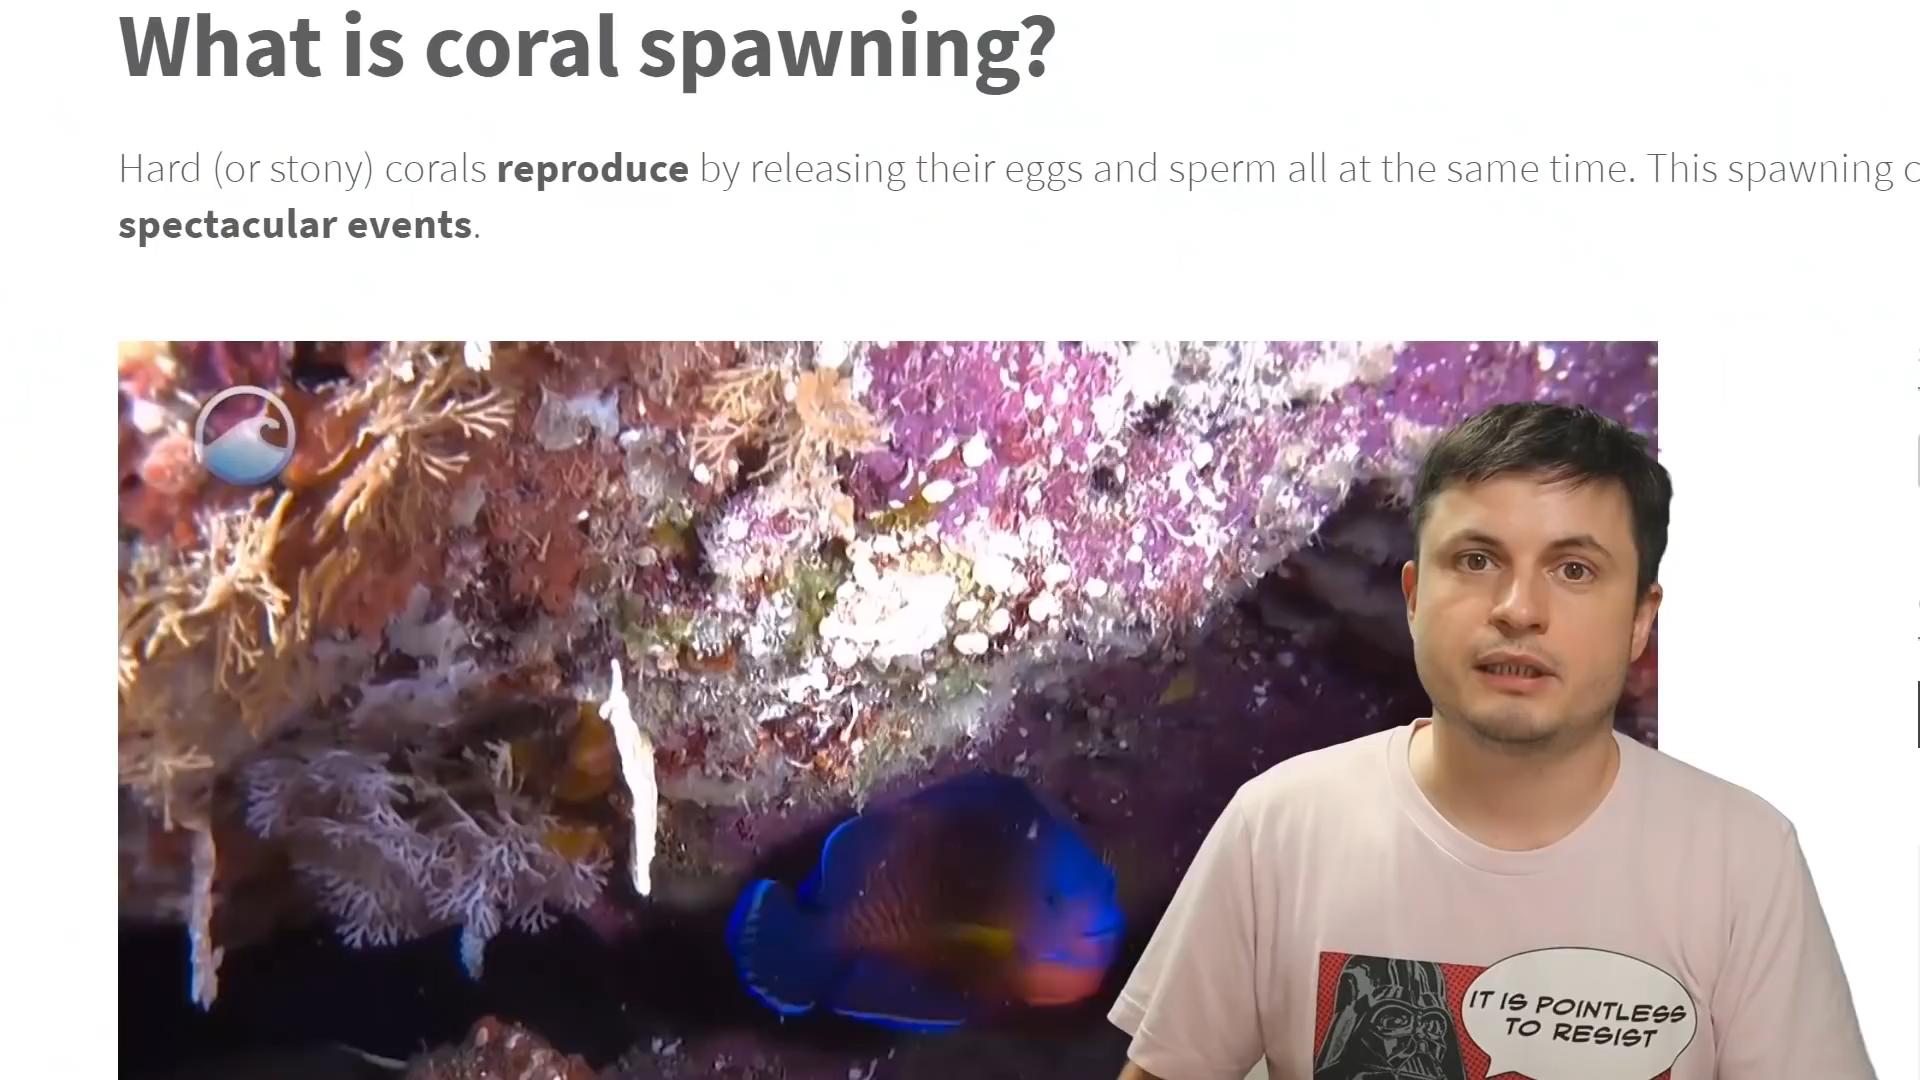 What is coral spawning?
Hard (or stony) corals reproduce by releasing their eggs and sperm all at the same time. This spawning
spectacular events.
IT IS POINTLESS
TO RESIST